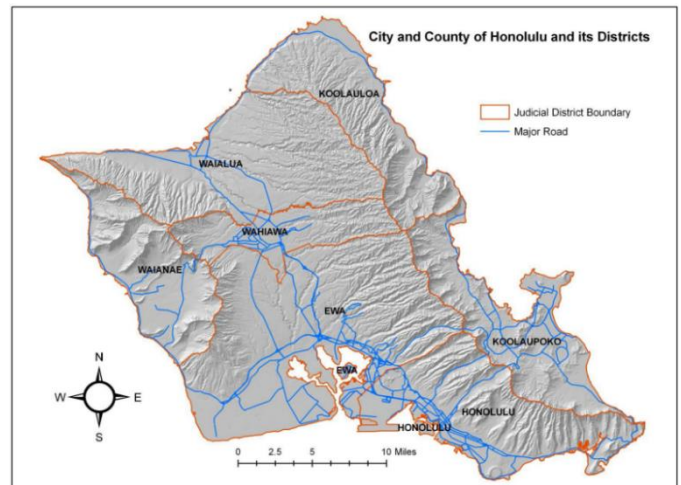 City and County of Honolulu and its Districts
KOOLAULOA
Judicial District Boundary
Major Road
WAIALUA
WAHIAWA
WAIANAE
EWA
KOOLAUPOKO
EWA
HONOLULU
HONOLULU
N
W E
S
0 2.5 5 10 Miles